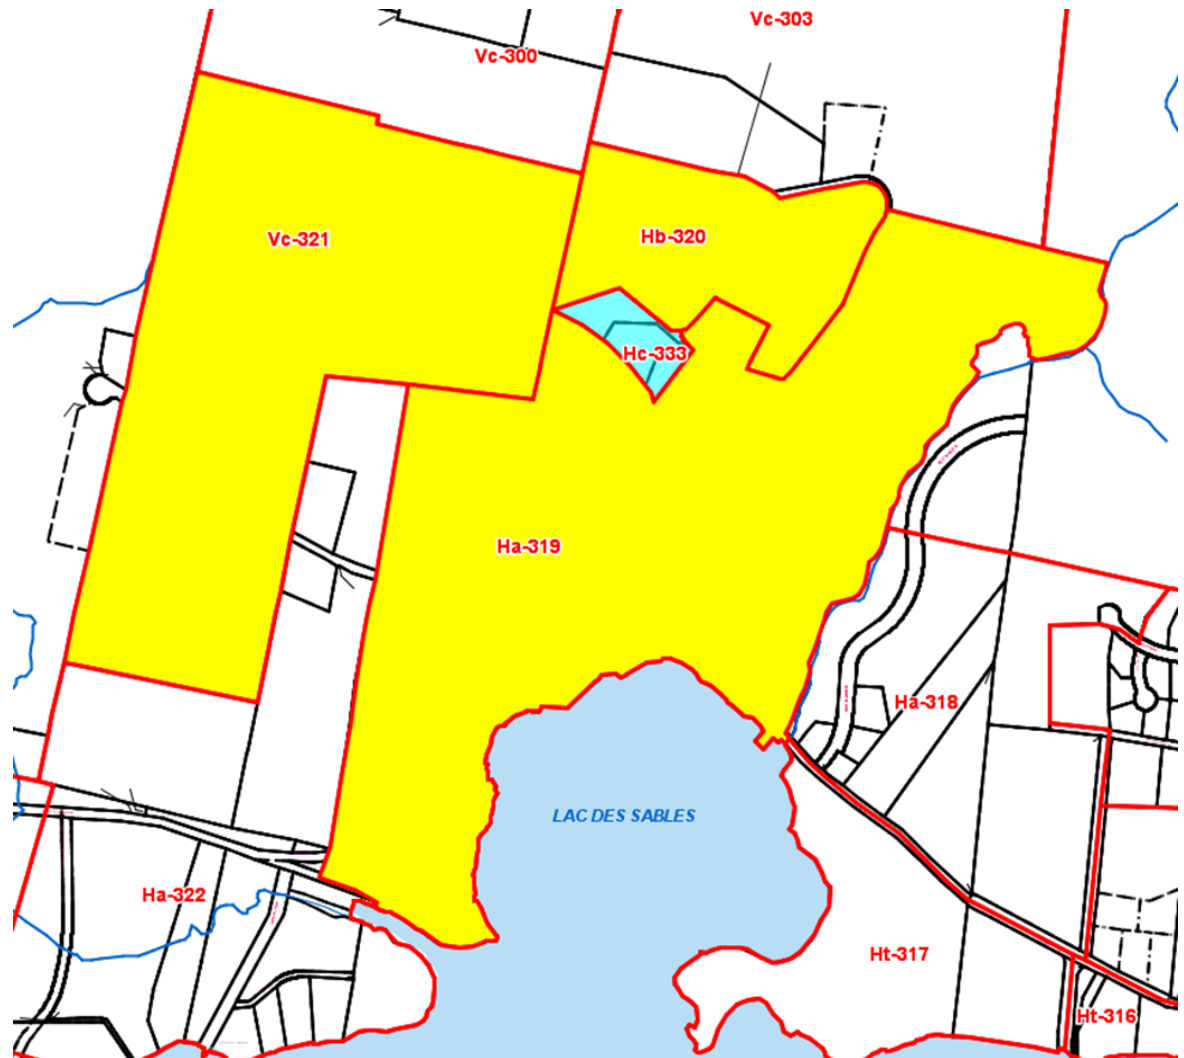 Vc-303
Vc-300
Vc-321
Hb-320
Hc-333
Ha-319
Ha-318
LAC DES SABLES
Ha-322
Ht-317
Ht-316